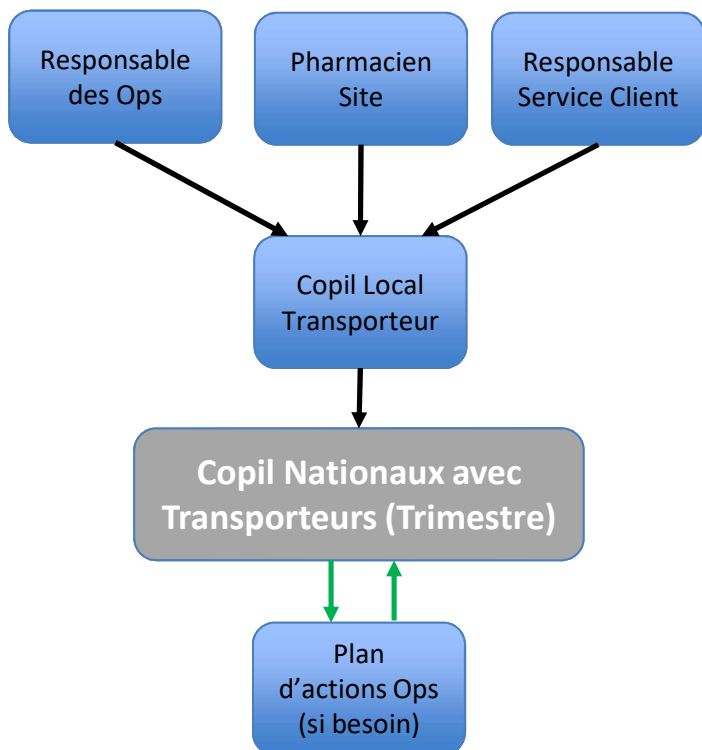 Responsable
des Ops
Pharmacien
Site
Responsable
Service Client
Copil Local
Transporteur
Copil Nationaux avec
Transporteurs (Trimestre)
Plan
d’actions Ops
(si besoin)